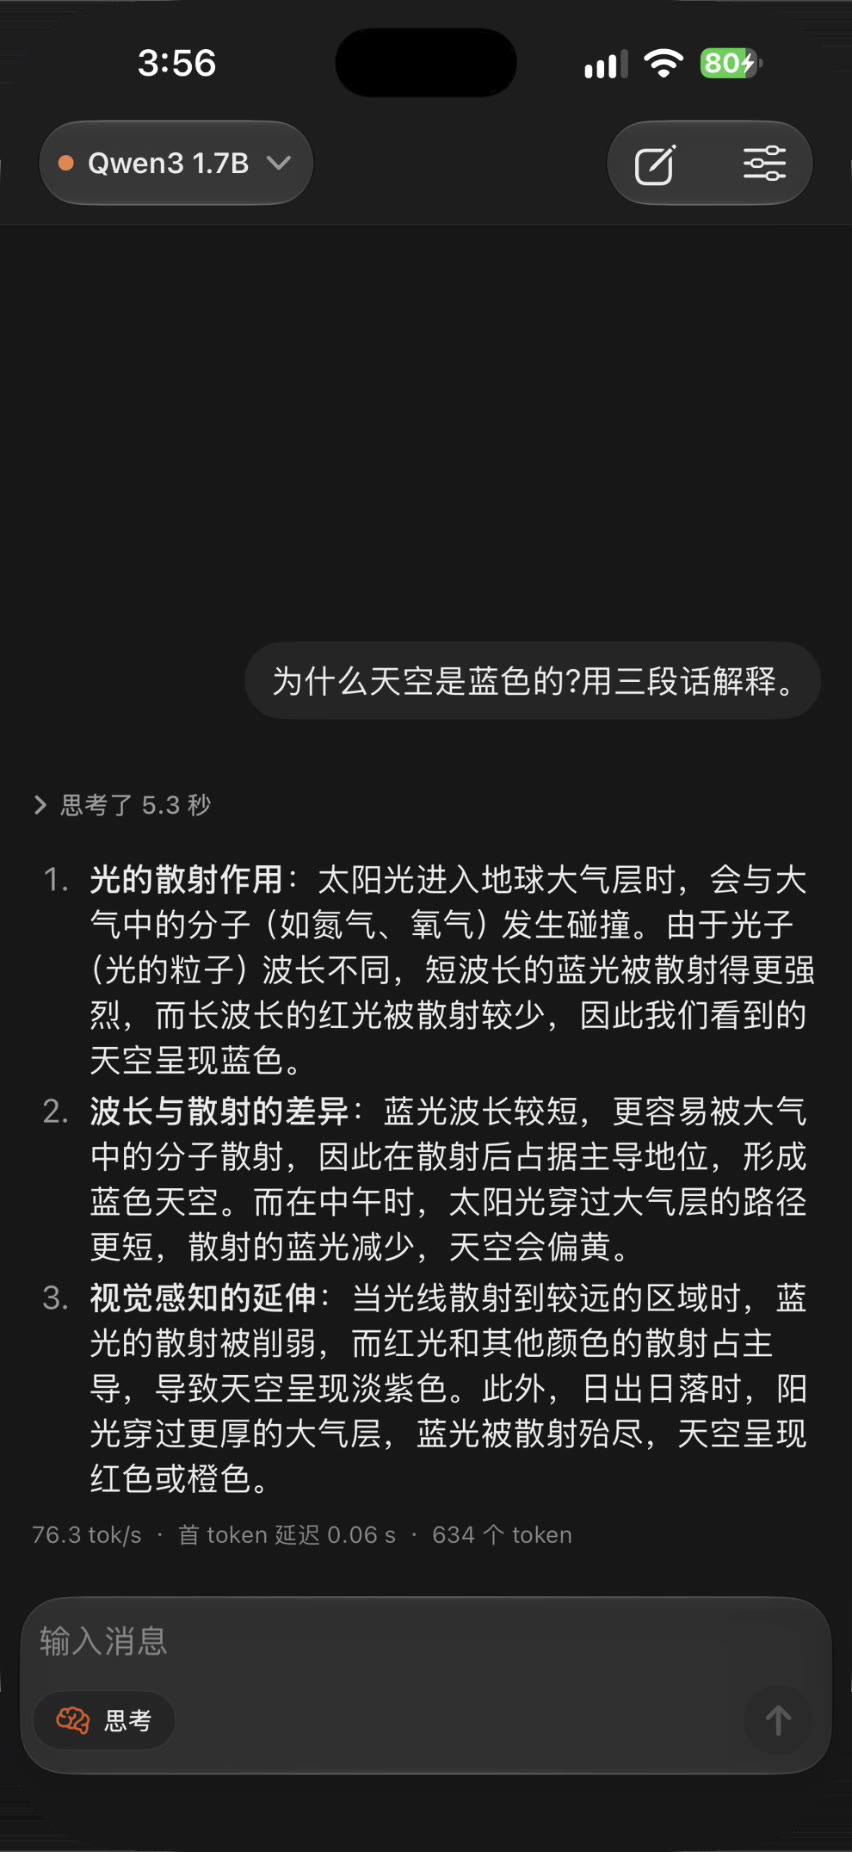 3:56
80
Qwen3 1.7B
为什么天空是蓝色的?用三段话解释。
思考了 5.3 秒
1. 光的散射作用：太阳光进入地球大气层时，会与大
气中的分子（如氮气、氧气）发生碰撞。由于光子
（光的粒子）波长不同，短波长的蓝光被散射得更强
烈，而长波长的红光被散射较少，因此我们看到的
天空呈现蓝色。
2. 波长与散射的差异：蓝光波长较短，更容易被大气
中的分子散射，因此在散射后占据主导地位，形成
蓝色天空。而在中午时，太阳光穿过大气层的路径
更短，散射的蓝光减少，天空会偏黄。
3. 视觉感知的延伸：当光线散射到较远的区域时，蓝
光的散射被削弱，而红光和其他颜色的散射占主
导，导致天空呈现淡紫色。此外，日出日落时，阳
光穿过更厚的大气层，蓝光被散射殆尽，天空呈现
红色或橙色。
76.3 tok/s · 首 token 延迟 0.06 s · 634 个 token
输入消息
思考